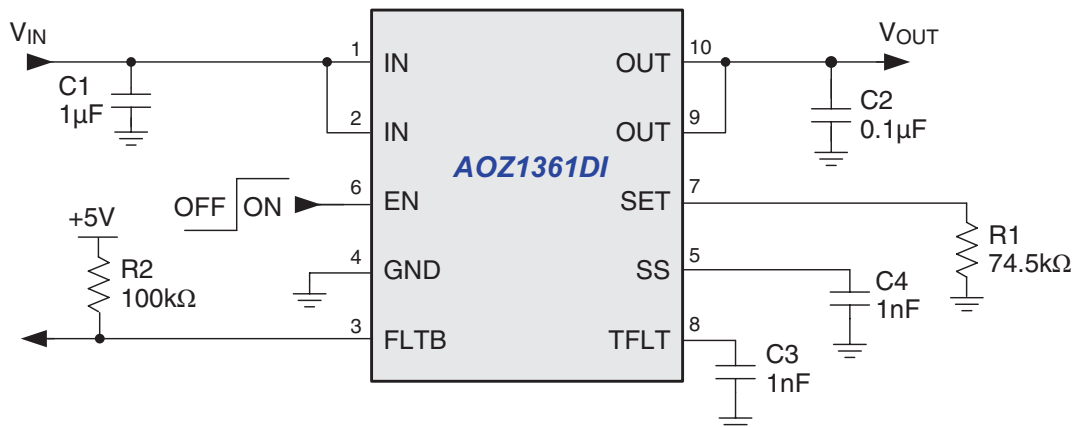 VIN
C1
1µF
1
IN
2
IN
AOZ1361DI
OUT
10
OUT
9
VOUT
C2
0.1µF
OFF
ON
6
EN
SET
7
R1
74.5kΩ
+5V
R2
100kΩ
4
GND
SS
5
C4
1nF
3
FLTB
TFLT
8
C3
1nF